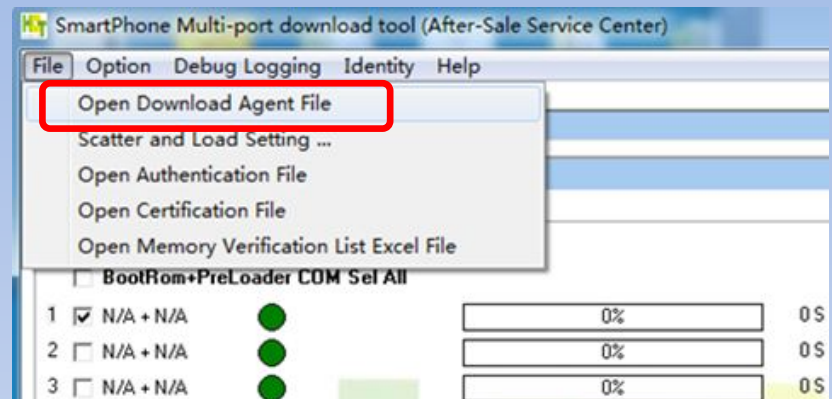 SmartPhone Multi-port download tool (After-Sale Service Center)
File Option Debug Logging Identity Help
Open Download Agent File
Scatter and Load Setting ...
Open Authentication File
Open Certification File
Open Memory Verification List Excel File
BootRom+PreLoader COM Sel All
1 N/A + N/A 0% 0 S
2 N/A + N/A 0% 0 S
3 N/A + N/A 0% 0 S